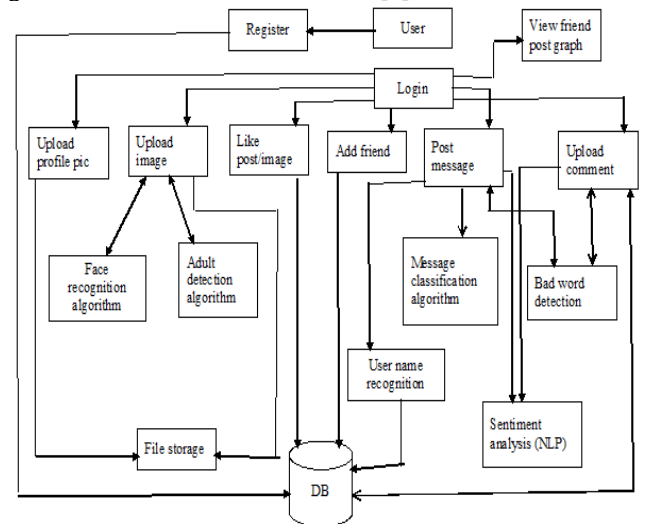 Register
User
View friend
post graph
Login
Upload
profile pic
Upload
image
Like
post/image
Add friend
Post
message
Upload
comment
Face
recognition
algorithm
Adult
detection
algorithm
Message
classification
algorithm
Bad word
detection
User name
recognition
File storage
Sentiment
analysis (NLP)
DB